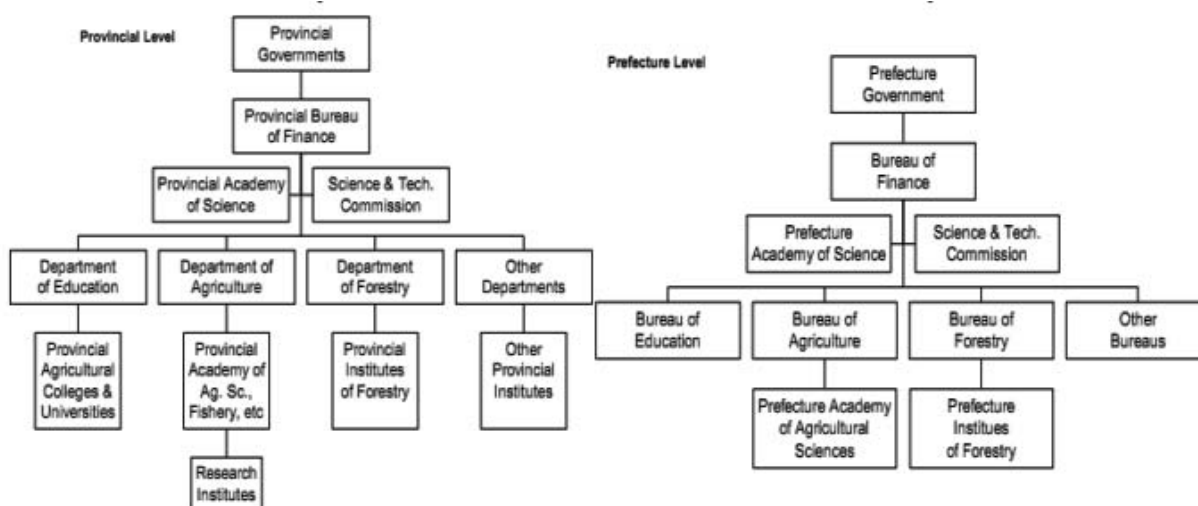 Provincial Level
Provincial
Governments
Provincial Bureau
of Finance
Provincial Academy
of Science
Science & Tech.
Commission
Department
of Education
Department of
Agriculture
Department
of Forestry
Other
Departments
Provincial
Agricultural
Colleges &
Universities
Provincial
Academy of
Ag. Sc.,
Fishery, etc
Provincial
Institutes
of Forestry
Other
Provincial
Institutes
Research
Institutes
Prefecture Level
Prefecture
Government
Bureau of
Finance
Prefecture
Academy of Science
Science & Tech.
Commission
Bureau of
Education
Bureau of
Agriculture
Bureau of
Forestry
Other
Bureaus
Prefecture Academy
of Agricultural
Sciences
Prefecture
Institues
of Forestry